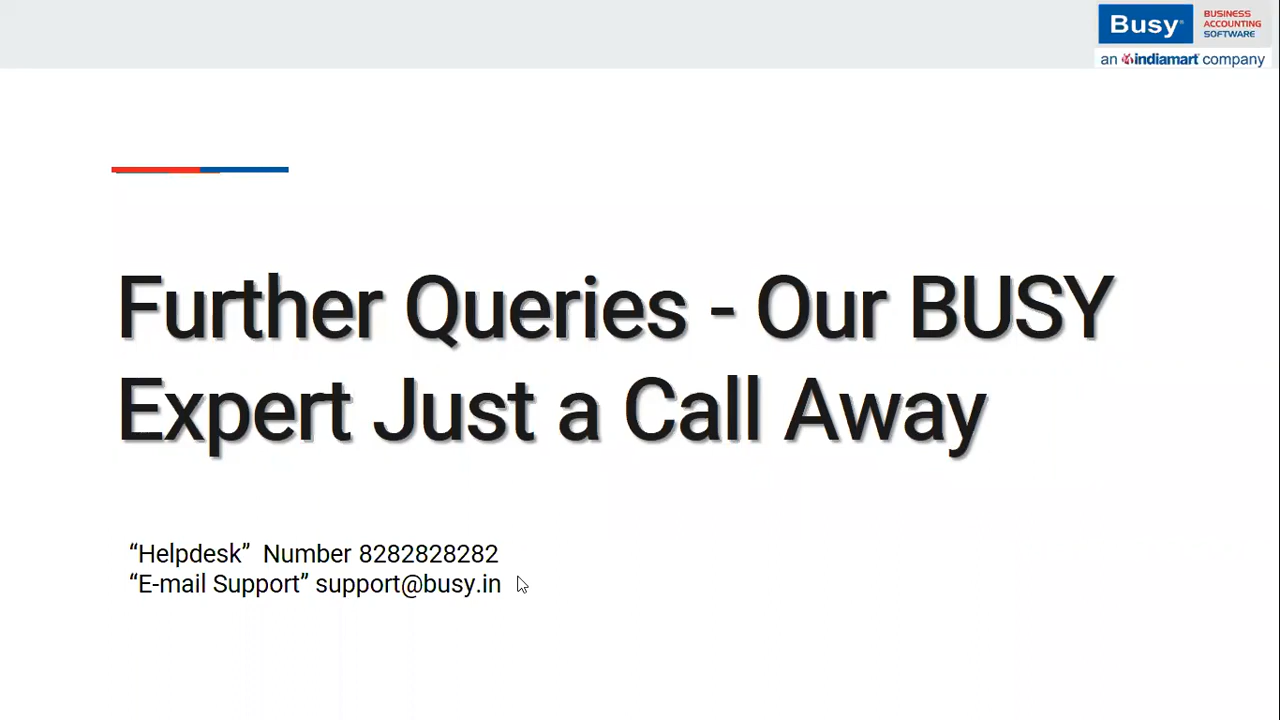 Busy®
BUSINESS
ACCOUNTING
SOFTWARE
an indiamart company
Further Queries - Our BUSY
Expert Just a Call Away
“Helpdesk”  Number 8282828282
“E-mail Support” support@busy.in